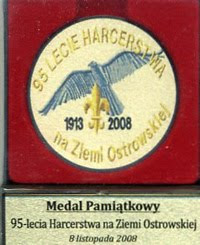 95 LECIE HARCERSTWA
1913 2008
na Ziemi Ostrowskiej
Medal Pamiątkowy
95-lecia Harcerstwa na Ziemi Ostrowskiej
8 listopada 2008